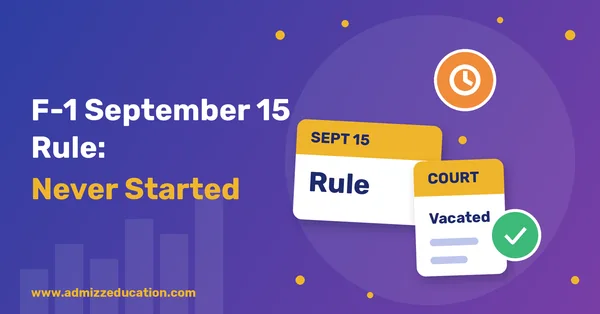 F-1 September 15
Rule:
Never Started
SEPT 15
Rule
COURT
Vacated
www.admizzeducation.com